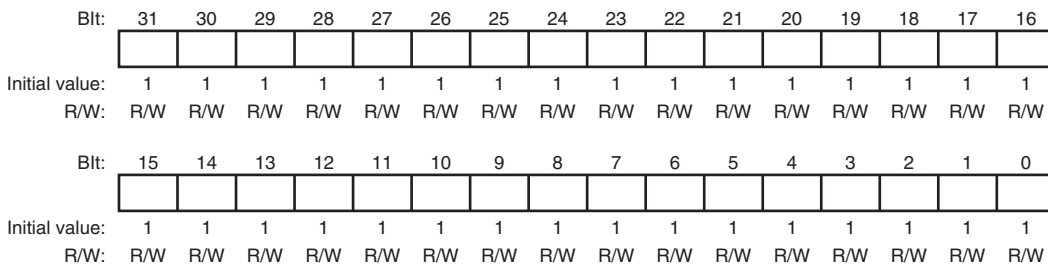 BIt: 31 30 29 28 27 26 25 24 23 22 21 20 19 18 17 16
Initial value: 1 1 1 1 1 1 1 1 1 1 1 1 1 1 1 1
R/W: R/W R/W R/W R/W R/W R/W R/W R/W R/W R/W R/W R/W R/W R/W R/W R/W
BIt: 15 14 13 12 11 10 9 8 7 6 5 4 3 2 1 0
Initial value: 1 1 1 1 1 1 1 1 1 1 1 1 1 1 1 1
R/W: R/W R/W R/W R/W R/W R/W R/W R/W R/W R/W R/W R/W R/W R/W R/W R/W